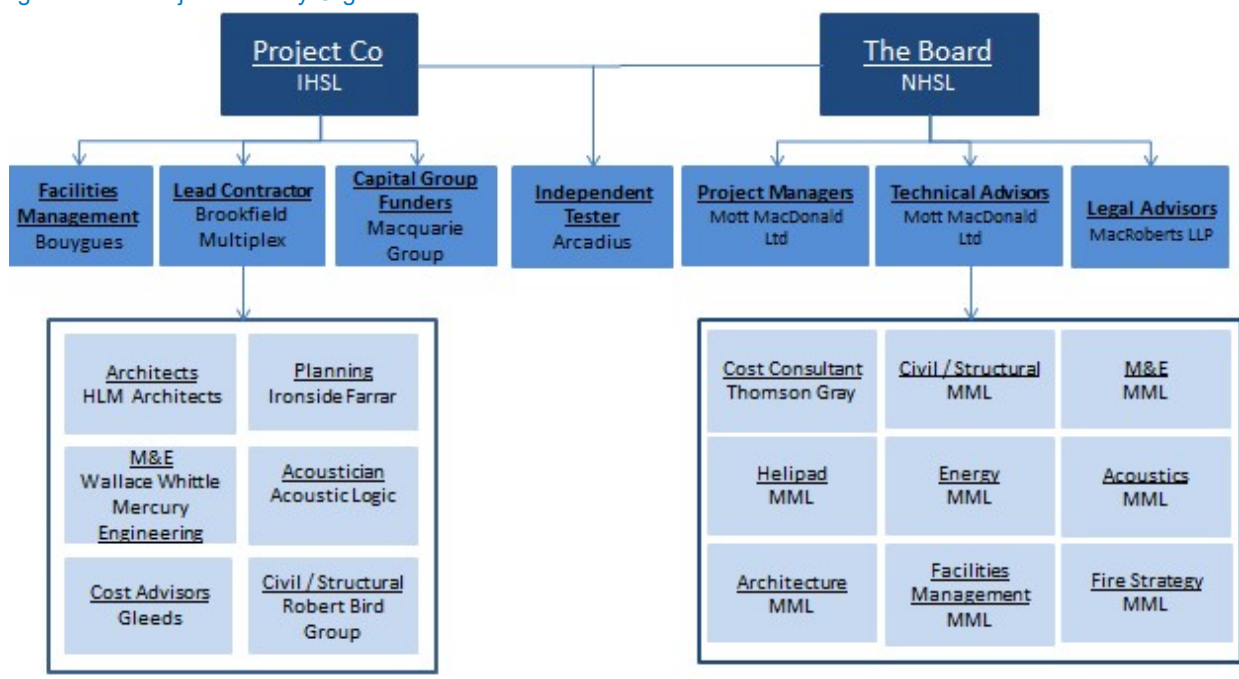 Project Co
IHSL
The Board
NHSL
Facilities
Management
Bouygues
Lead Contractor
Brookfield
Multiplex
Capital Group
Funders
Macquarie
Group
Independent
Tester
Arcadius
Project Managers
Mott MacDonald
Ltd
Technical Advisors
Mott MacDonald
Ltd
Legal Advisors
MacRoberts LLP
Architects
HLM Architects
Planning
Ironside Farrar
M&E
Wallace Whittle
Mercury
Engineering
Acoustician
Acoustic Logic
Cost Advisors
Gleeds
Civil / Structural
Robert Bird
Group
Cost Consultant
Thomson Gray
Civil / Structural
MML
M&E
MML
Helipad
MML
Energy
MML
Acoustics
MML
Architecture
MML
Facilities
Management
MML
Fire Strategy
MML